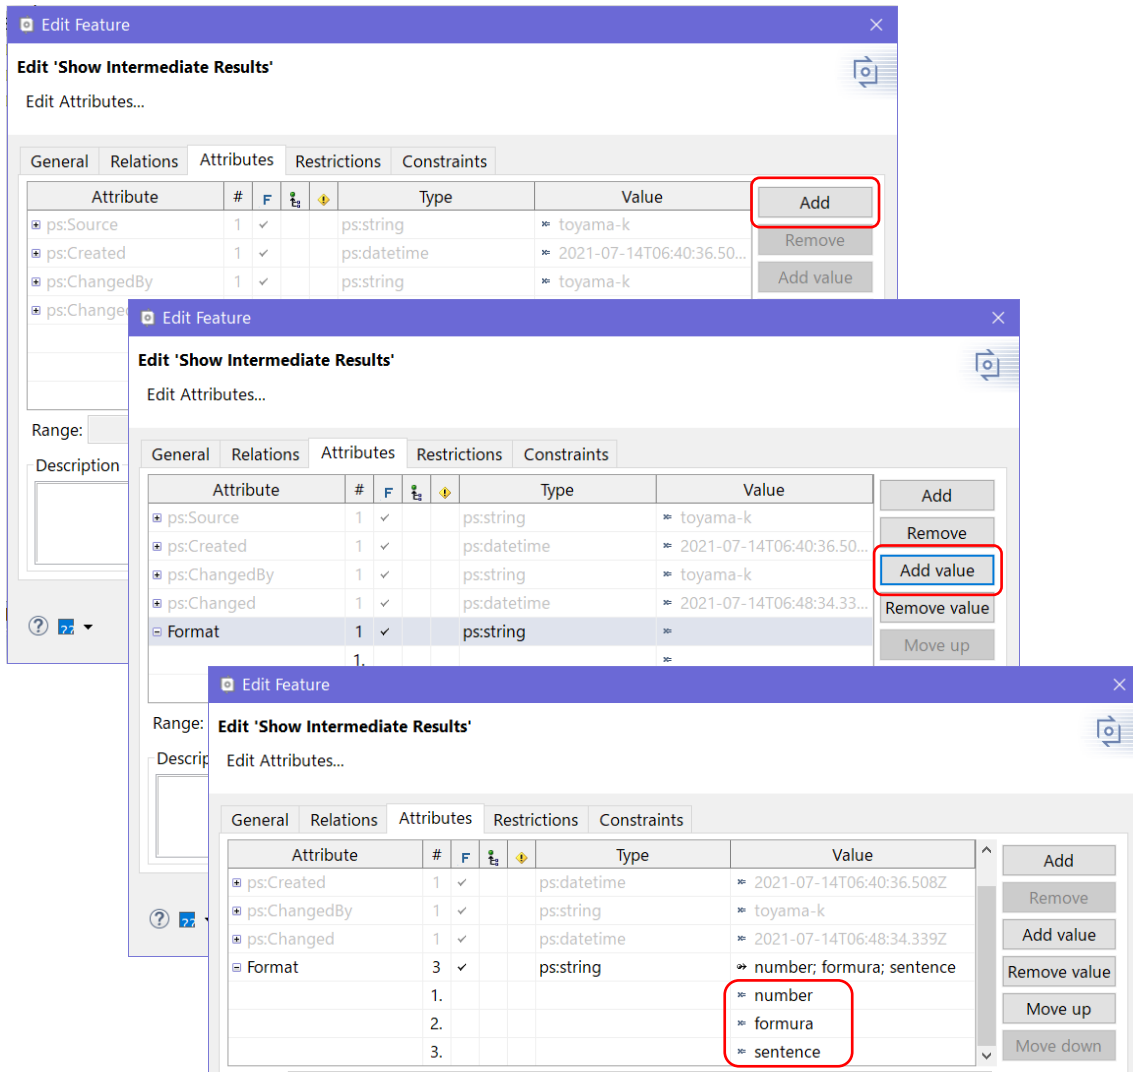 Edit Feature
Edit 'Show Intermediate Results'
Edit Attributes...
General Relations Attributes Restrictions Constraints
Attribute # F Type Value
ps:Source 1 ps:string toyama-k
ps:Created 1 ps:datetime 2021-07-14T06:40:36.50...
ps:ChangedBy 1 ps:string toyama-k
ps:Change
Add
Remove
Add value
Range:
Description
Edit Feature
Edit 'Show Intermediate Results'
Edit Attributes...
General Relations Attributes Restrictions Constraints
Attribute # F Type Value
ps:Source 1 ps:string toyama-k
ps:Created 1 ps:datetime 2021-07-14T06:40:36.50...
ps:ChangedBy 1 ps:string toyama-k
ps:Changed 1 ps:datetime 2021-07-14T06:48:34.33...
Format 1 ps:string
1.
Add
Remove
Add value
Remove value
Move up
Range:
Descrip
Edit Feature
Edit 'Show Intermediate Results'
Edit Attributes...
General Relations Attributes Restrictions Constraints
Attribute # F Type Value
ps:Created 1 ps:datetime 2021-07-14T06:40:36.508Z
ps:ChangedBy 1 ps:string toyama-k
ps:Changed 1 ps:datetime 2021-07-14T06:48:34.339Z
Format 3 ps:string number; formura; sentence
1. number
2. formura
3. sentence
Add
Remove
Add value
Remove value
Move up
Move down